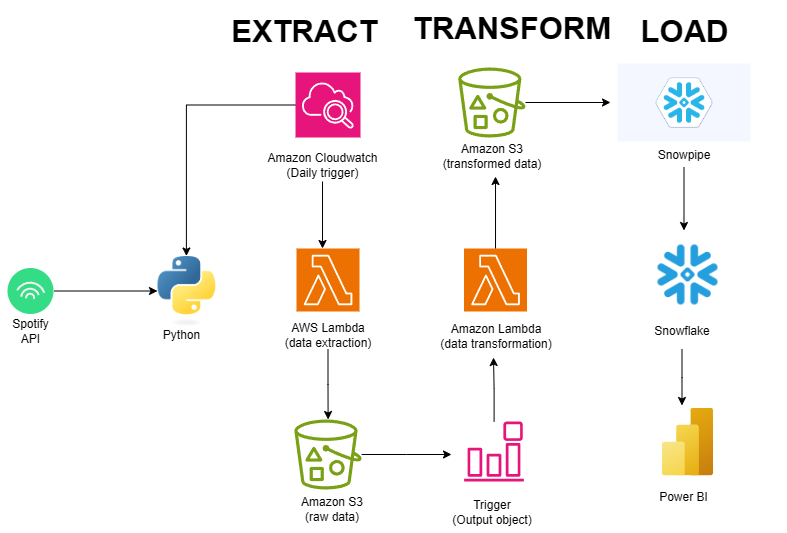 EXTRACT
TRANSFORM
LOAD
Amazon Cloudwatch
(Daily trigger)
Amazon S3
(transformed data)
Snowpipe
Spotify
API
Python
AWS Lambda
(data extraction)
Amazon Lambda
(data transformation)
Snowflake
Amazon S3
(raw data)
Trigger
(Output object)
Power BI